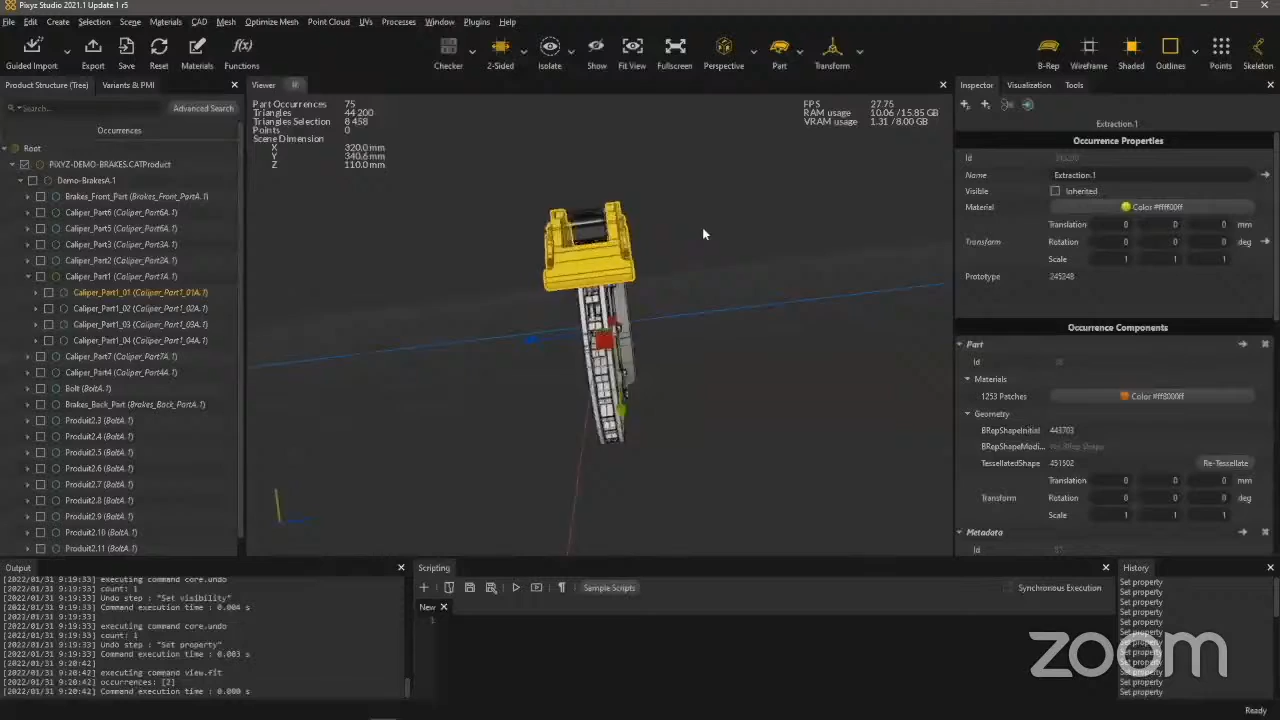 Pixyz Studio 2021.1 Update 1 r5
File Edit Create Selection Scene Materials CAD Mesh Optimize Mesh Point Cloud UVs Processes Window Plugins Help
Guided Import Export Save Reset Materials Functions Checker 2-Sided Isolate Show Fit View Fullscreen Perspective Part Transform B-Rep Wireframe Shaded Outlines Points Skeleton
Product Structure (Tree) Variants & PMI
Search... Advanced Search
Occurrences
Root
PIXYZ-DEMO-BRAKES.CATProduct
Demo-BrakesA.1
Brakes_Front_Part (Brakes_Front_PartA.1)
Caliper_Part6 (Caliper_Part6A.1)
Caliper_Part5 (Caliper_Part6A.1)
Caliper_Part3 (Caliper_Part3A.1)
Caliper_Part2 (Caliper_Part2A.1)
Caliper_Part1 (Caliper_Part1A.1)
Caliper_Part1_01 (Caliper_Part1_01A.1)
Caliper_Part1_02 (Caliper_Part1_02A.1)
Caliper_Part1_03 (Caliper_Part1_03A.1)
Caliper_Part1_04 (Caliper_Part1_04A.1)
Caliper_Part7 (Caliper_Part7A.1)
Caliper_Part4 (Caliper_Part4A.1)
Bolt (BoltA.1)
Brakes_Back_Part (Brakes_Back_PartA.1)
Produit2.3 (BoltA.1)
Produit2.4 (BoltA.1)
Produit2.5 (BoltA.1)
Produit2.6 (BoltA.1)
Produit2.7 (BoltA.1)
Produit2.8 (BoltA.1)
Produit2.9 (BoltA.1)
Produit2.10 (BoltA.1)
Produit2.11 (BoltA.1)
Viewer
Part Occurrences 75
Triangles 44 200
Triangles Selection 8 458
Points 0
Scene Dimension
X 320.0 mm
Y 340.6 mm
Z 110.0 mm
FPS 27.75
RAM usage 10.06 / 15.85 GB
VRAM usage 1.31 / 8.00 GB
Inspector Visualization Tools
Extraction.1
Occurrence Properties
Id
Name Extraction.1
Visible Inherited
Material Color #ffff00ff
Translation 0 0 0 mm
Transform Rotation 0 0 0 deg
Scale 1 1 1
Prototype 245248
Occurrence Components
Part
Id
Materials
1253 Patches Color #ff8000ff
Geometry
BRepShapeInitial 443703
BRepShapeModi... No BRep Shape
TessellatedShape 451502 Re-Tessellate
Translation 0 0 0 mm
Transform Rotation 0 0 0 deg
Scale 1 1 1
Metadata
Id
Output
[2022/01/31 9:19:33] executing command core.undo
[2022/01/31 9:19:33] count: 1
[2022/01/31 9:19:33] Undo step : "Set visibility"
[2022/01/31 9:19:33] Command execution time : 0.004 s
[2022/01/31 9:19:33]
[2022/01/31 9:19:33] executing command core.undo
[2022/01/31 9:19:33] count: 1
[2022/01/31 9:19:33] Undo step : "Set property"
[2022/01/31 9:19:33] Command execution time : 0.003 s
[2022/01/31 9:20:42]
[2022/01/31 9:20:42] executing command view.fit
[2022/01/31 9:20:42] occurrences: [2]
[2022/01/31 9:20:42] Command execution time : 0.000 s
Scripting
Sample Scripts
Synchronous Execution
New
1
History
Set property
Set property
Set property
Set property
Set property
Set property
Set property
Set property
Set property
Set property
Set property
Set property
zoom
Ready